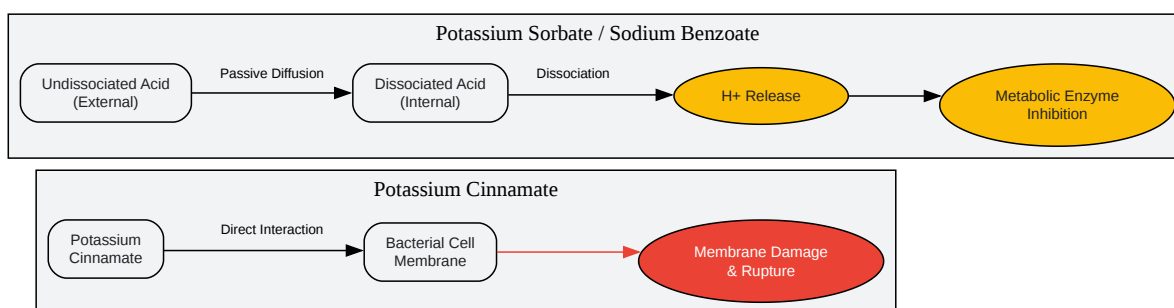 Potassium Sorbate / Sodium Benzoate
Undissociated Acid
(External)
Passive Diffusion
Dissociated Acid
(Internal)
Dissociation
H+ Release
Metabolic Enzyme
Inhibition
Potassium Cinnamate
Potassium
Cinnamate
Direct Interaction
Bacterial Cell
Membrane
Membrane Damage
& Rupture